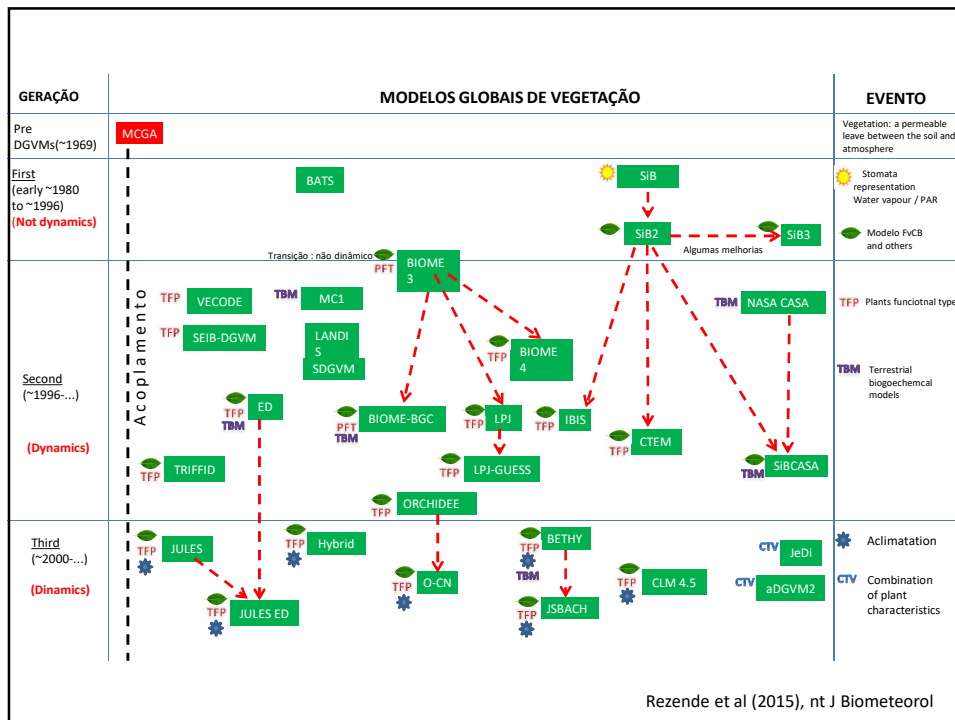 GERAÇÃO
MODELOS GLOBAIS DE VEGETAÇÃO
EVENTO
Pre
DGVMs(~1969)
MCGA
Vegetation: a permeable
leave between the soil and
atmosphere
First
(early ~1980
to ~1996)
(Not dynamics)
BATS
SiB
Stomata
representation
Water vapour / PAR
SiB2
Algumas melhorias
SiB3
Modelo FvCB
and others
Transição : não dinâmico
PFT
BIOME
3
Acoplamento
TFP
VECODE
TBM
MC1
TBM
NASA CASA
TFP
Plants fuciotnal type
TFP
SEIB-DGVM
LANDI
S
SDGVM
TFP
BIOME
4
Second
(~1996-...)
(Dynamics)
TBM
Terrestrial
biogoechemcal
models
TFP
TBM
ED
PFT
TBM
BIOME-BGC
TFP
LPJ
TFP
IBIS
TFP
CTEM
TFP
TRIFFID
TFP
LPJ-GUESS
TBM
SiBCASA
TFP
ORCHIDEE
Third
(~2000-...)
(Dinamics)
TFP
JULES
TFP
Hybrid
TFP
TBM
BETHY
CTV
JeDi
Aclimatation
TFP
O-CN
TFP
CLM 4.5
CTV
aDGVM2
CTV
Combination
of plant
characteristics
TFP
JULES ED
TFP
JSBACH
Rezende et al (2015), nt J Biometeorol